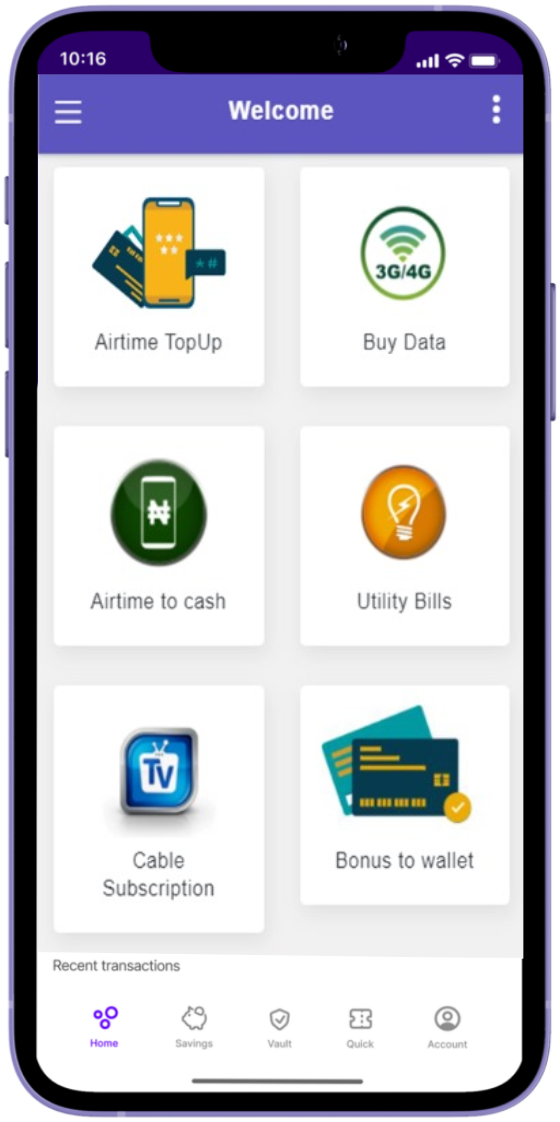 10:16
Welcome
*#
Airtime TopUp
3G/4G
Buy Data
₦
Airtime to cash
Utility Bills
TV
Cable
Subscription
Bonus to wallet
Recent transactions
Home
Savings
Vault
Quick
Account